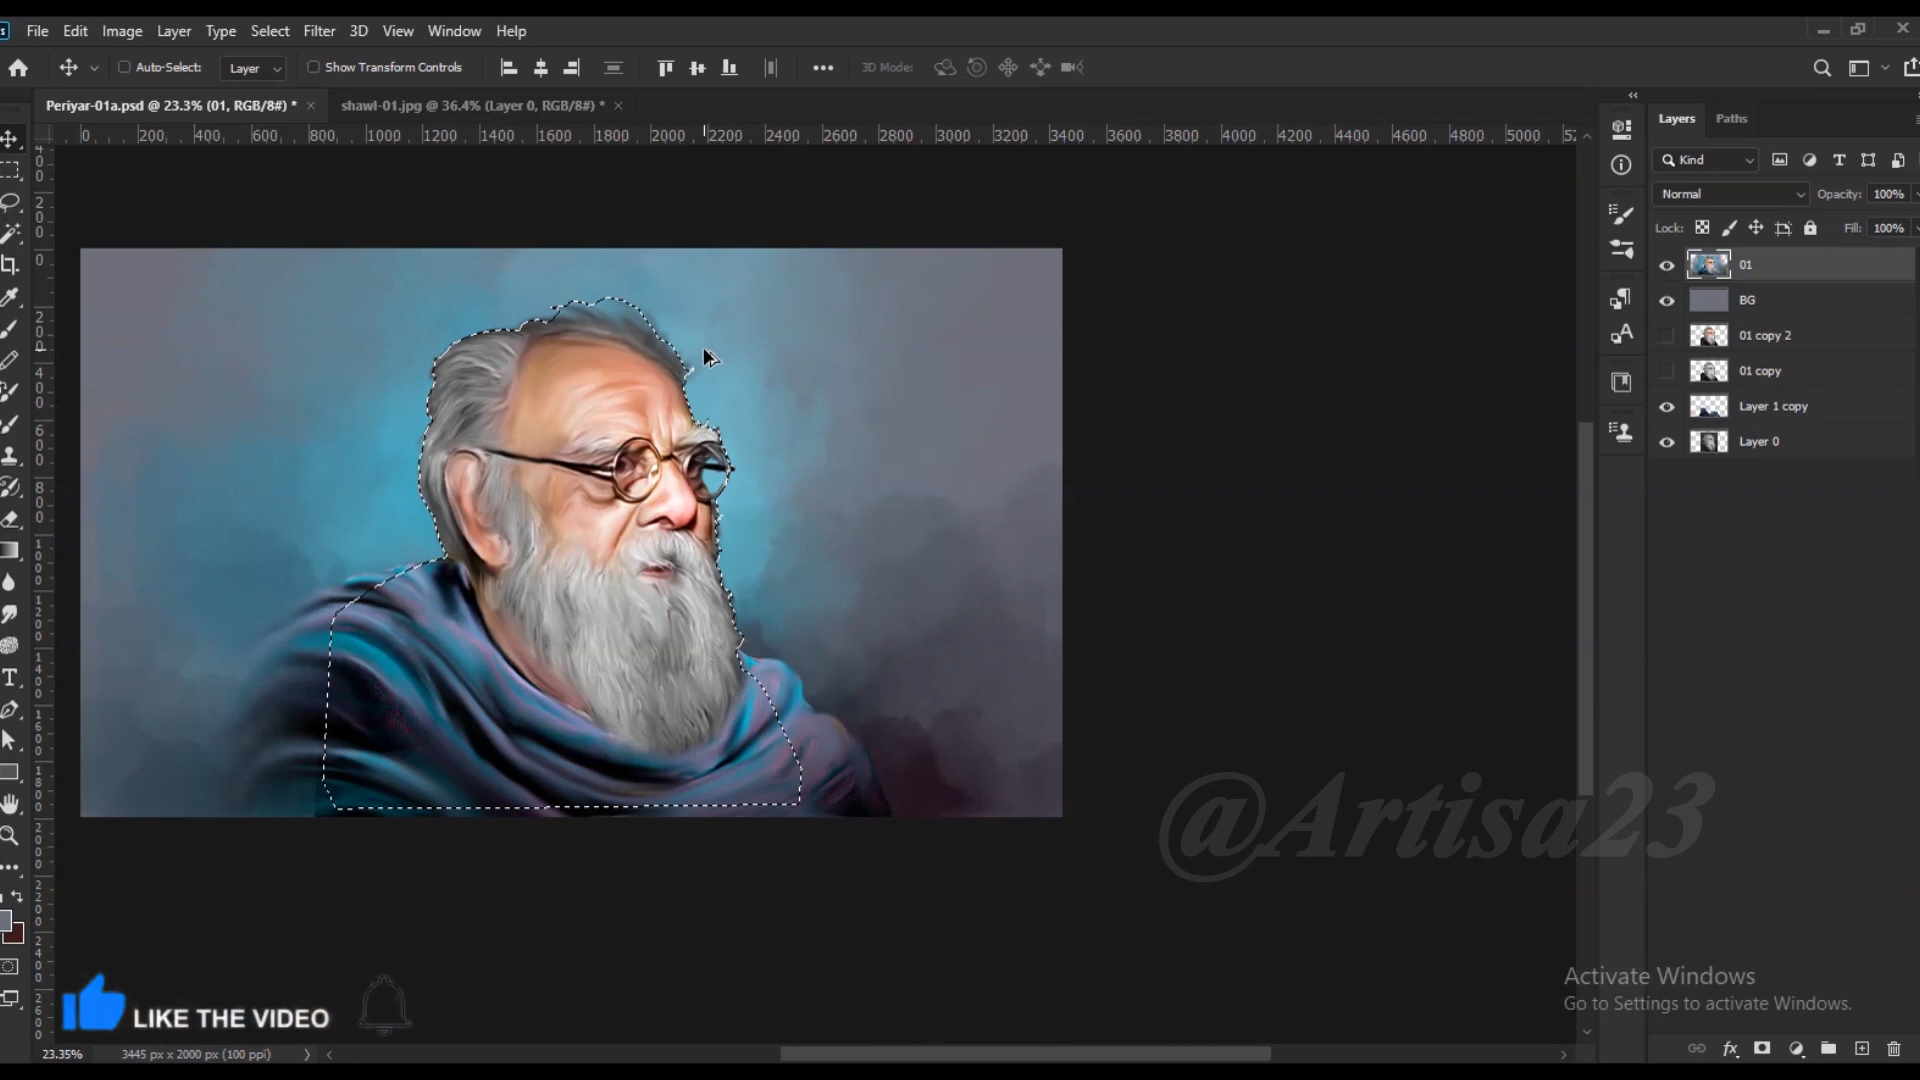 File Edit Image Layer Type Select Filter 3D View Window Help
Auto-Select: Layer Show Transform Controls 3D Mode:
Periyar-01a.psd @ 23.3% (01, RGB/8#) * × shawl-01.jpg @ 36.4% (Layer 0, RGB/8#) * ×
0 200 400 600 800 1000 1200 1400 1600 1800 2000 2200 2400 2600 2800 3000 3200 3400 3600 3800 4000 4200 4400 4600 4800 5000
Layers Paths
Kind
Normal Opacity: 100%
Lock: Fill: 100%
01
BG
01 copy 2
01 copy
Layer 1 copy
Layer 0
@Artisa23
Activate Windows
Go to Settings to activate Windows.
LIKE THE VIDEO
23.35% 3445 px x 2000 px (100 ppi)